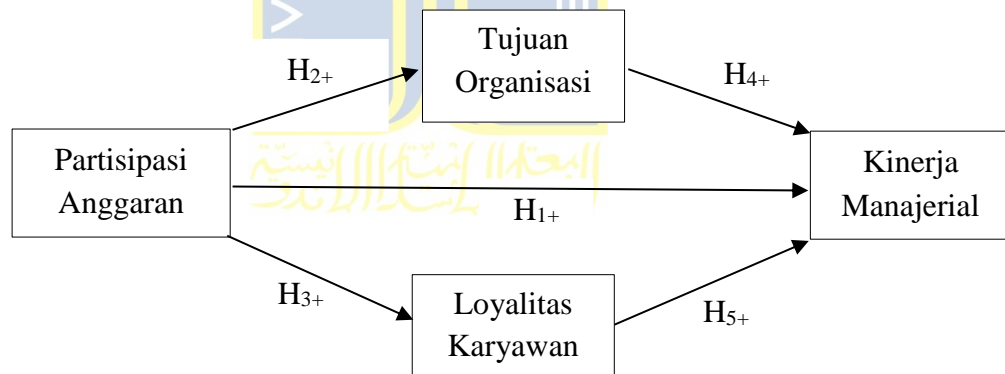 Tujuan
Organisasi
H2+
H4+
Partisipasi
Anggaran
Kinerja
Manajerial
H1+
H3+
Loyalitas
Karyawan
H5+